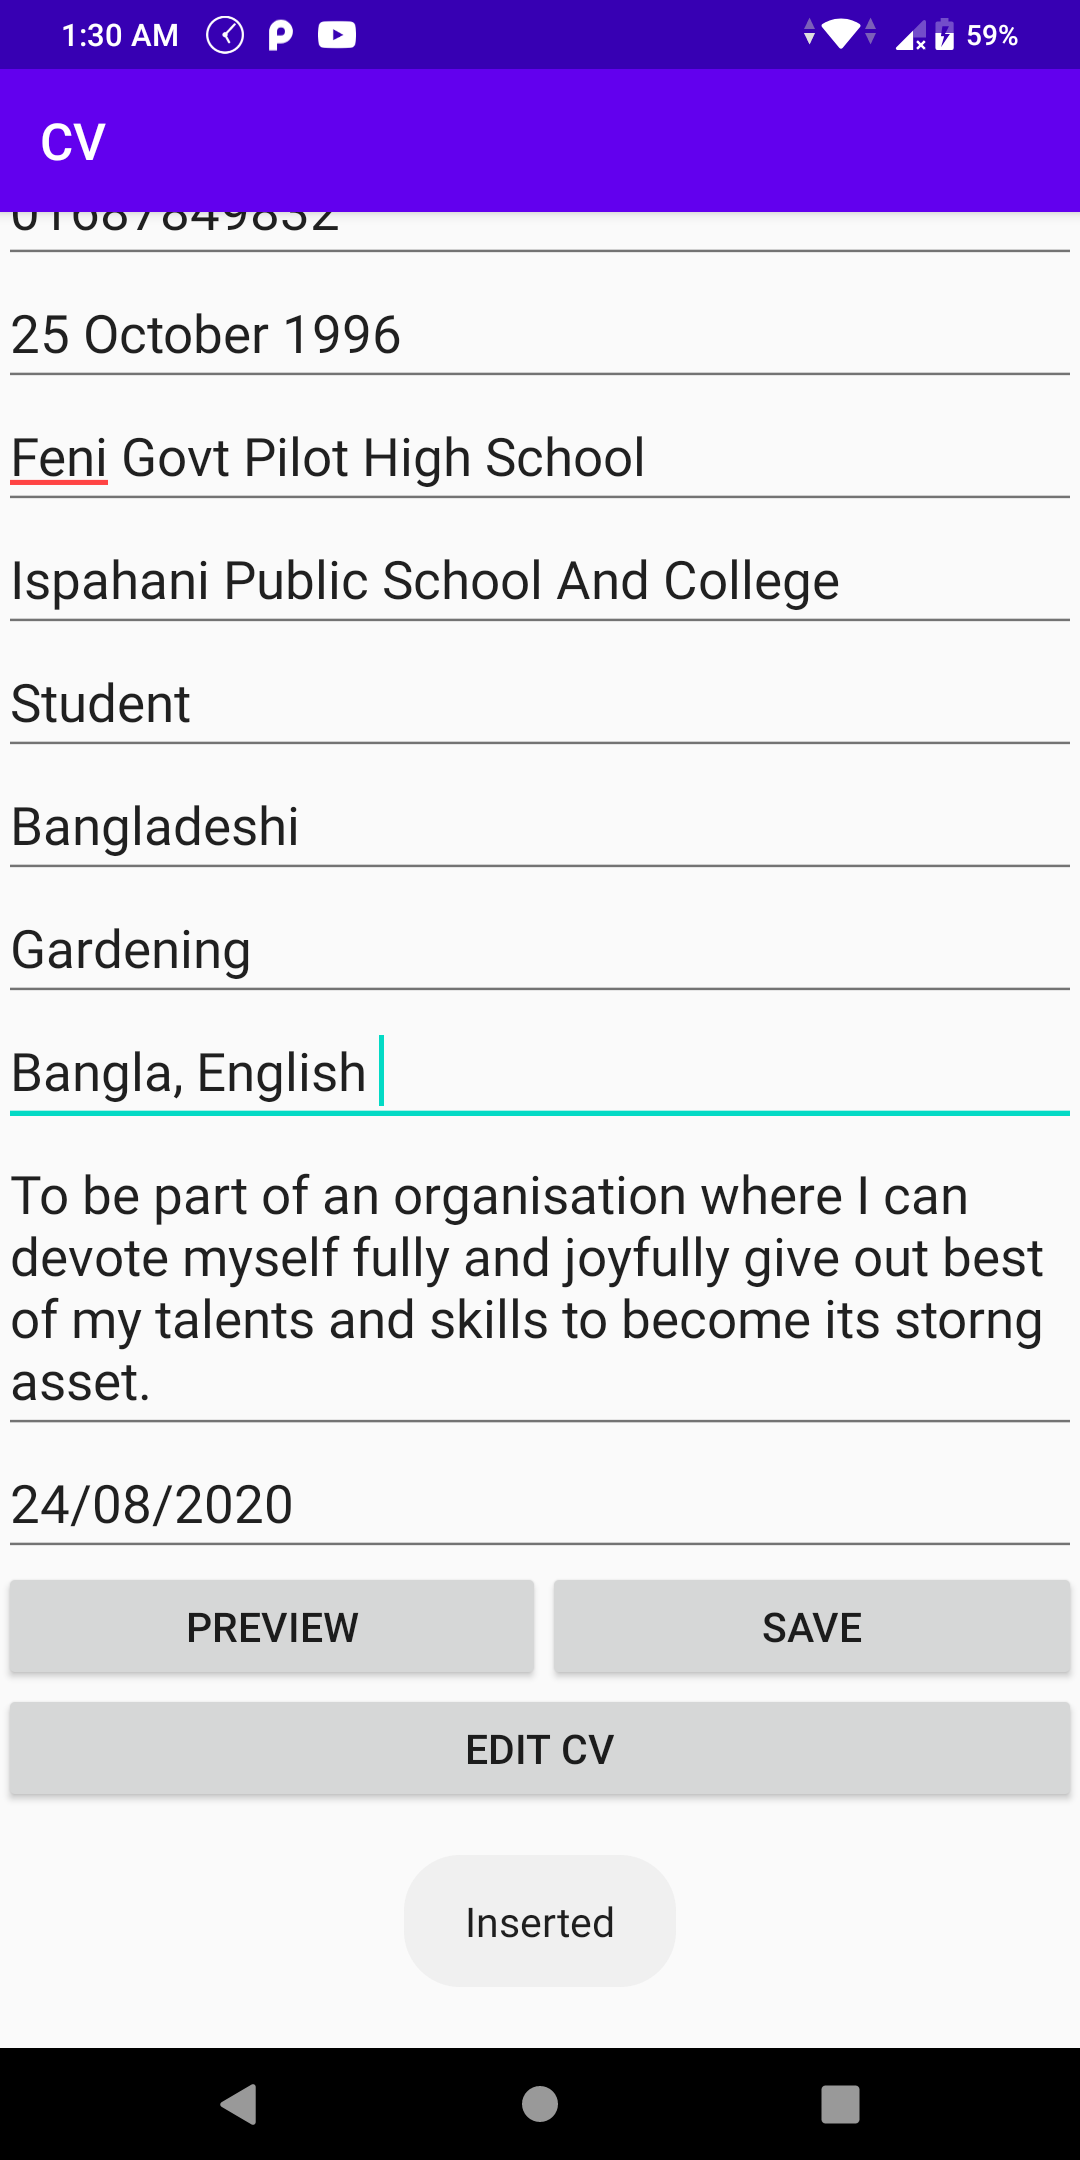 1:30 AM 59%
CV
01687849832
25 October 1996
Feni Govt Pilot High School
Ispahani Public School And College
Student
Bangladeshi
Gardening
Bangla, English
To be part of an organisation where I can
devote myself fully and joyfully give out best
of my talents and skills to become its storng
asset.
24/08/2020
PREVIEW SAVE
EDIT CV
Inserted